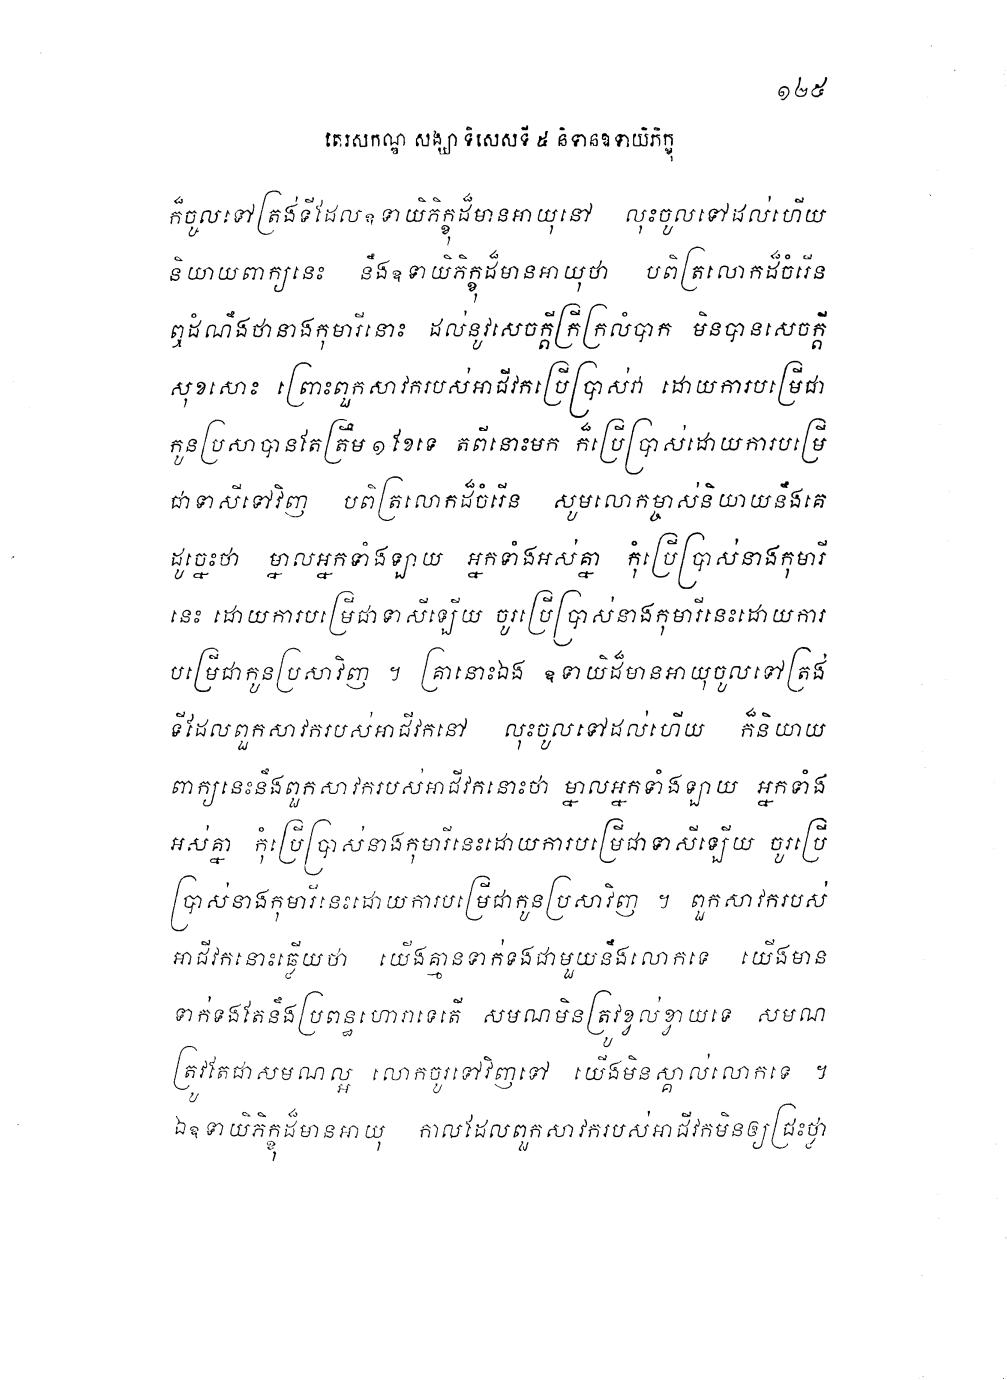 ១២៥
តេរសកណ្ឌ សង្ឃាទិសេសទី ៥ និទានឧទាយិភិក្ខុ
ក៏ចូលទៅត្រង់ទីដែលឧទាយិភិក្ខុដ៏មានអាយុនៅ លុះចូលទៅដល់ហើយ
និយាយពាក្យនេះ នឹងឧទាយិភិក្ខុដ៏មានអាយុថា បពិត្រលោកដ៏ចំរើន
ឮដំណឹងថានាងកុមារីនោះ ដល់នូវសេចក្តីក្រីក្រលំបាក មិនបានសេចក្តី
សុខសោះ ព្រោះពួកសាវករបស់អាជីវកប្រើប្រាស់វា ដោយការបម្រើជា
កូនប្រសាបានតែត្រឹម ១ ខែទេ តពីនោះមក ក៏ប្រើប្រាស់ដោយការបម្រើ
ជាទាសីទៅវិញ បពិត្រលោកដ៏ចំរើន សូមលោកម្ចាស់និយាយនឹងគេ
ដូច្នេះថា ម្នាលអ្នកទាំងឡាយ អ្នកទាំងអស់គ្នា កុំប្រើប្រាស់នាងកុមារី
នេះ ដោយការបម្រើជាទាសីឡើយ ចូរប្រើប្រាស់នាងកុមារីនេះដោយការ
បម្រើជាកូនប្រសាវិញ ។ គ្រានោះឯង ឧទាយិដ៏មានអាយុចូលទៅត្រង់
ទីដែលពួកសាវករបស់អាជីវកនៅ លុះចូលទៅដល់ហើយ ក៏និយាយ
ពាក្យនេះនឹងពួកសាវករបស់អាជីវកនោះថា ម្នាលអ្នកទាំងឡាយ អ្នកទាំង
អស់គ្នា កុំប្រើប្រាស់នាងកុមារីនេះដោយការបម្រើជាទាសីឡើយ ចូរប្រើ
ប្រាស់នាងកុមារីនេះដោយការបម្រើជាកូនប្រសាវិញ ។ ពួកសាវករបស់
អាជីវកនោះឆ្លើយថា យើងគ្មានទាក់ទងជាមួយនឹងលោកទេ យើងមាន
ទាក់ទងតែនឹងប្រពន្ធហោរាទេតើ សមណមិនត្រូវខ្វល់ខ្វាយទេ សមណ
ត្រូវតែជាសមណល្អ លោកចូរទៅវិញទៅ យើងមិនស្គាល់លោកទេ ។
ឯឧទាយិភិក្ខុដ៏មានអាយុ កាលដែលពួកសាវករបស់អាជីវកមិនឲ្យជ្រះថ្លា